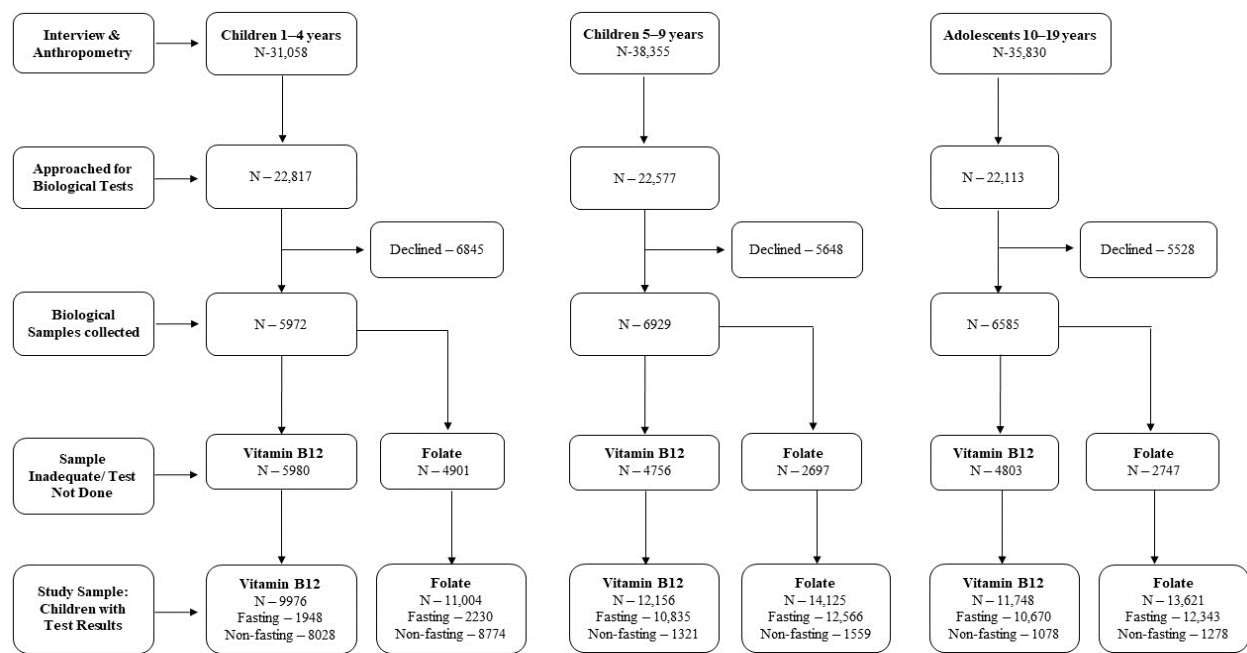 Interview &
Anthropometry
Children 1–4 years
N-31,058
Children 5–9 years
N-38,355
Adolescents 10–19 years
N-35,830
Approached for
Biological Tests
N – 22,817
N – 22,577
N – 22,113
Declined – 6845
Declined – 5648
Declined – 5528
Biological
Samples collected
N – 5972
N – 6929
N – 6585
Sample
Inadequate/ Test
Not Done
Vitamin B12
N – 5980
Folate
N – 4901
Vitamin B12
N – 4756
Folate
N – 2697
Vitamin B12
N – 4803
Folate
N – 2747
Study Sample:
Children with
Test Results
Vitamin B12
N – 9976
Fasting – 1948
Non-fasting – 8028
Folate
N – 11,004
Fasting – 2230
Non-fasting – 8774
Vitamin B12
N – 12,156
Fasting – 10,835
Non-fasting – 1321
Folate
N – 14,125
Fasting – 12,566
Non-fasting – 1559
Vitamin B12
N – 11,748
Fasting – 10,670
Non-fasting – 1078
Folate
N – 13,621
Fasting – 12,343
Non-fasting – 1278